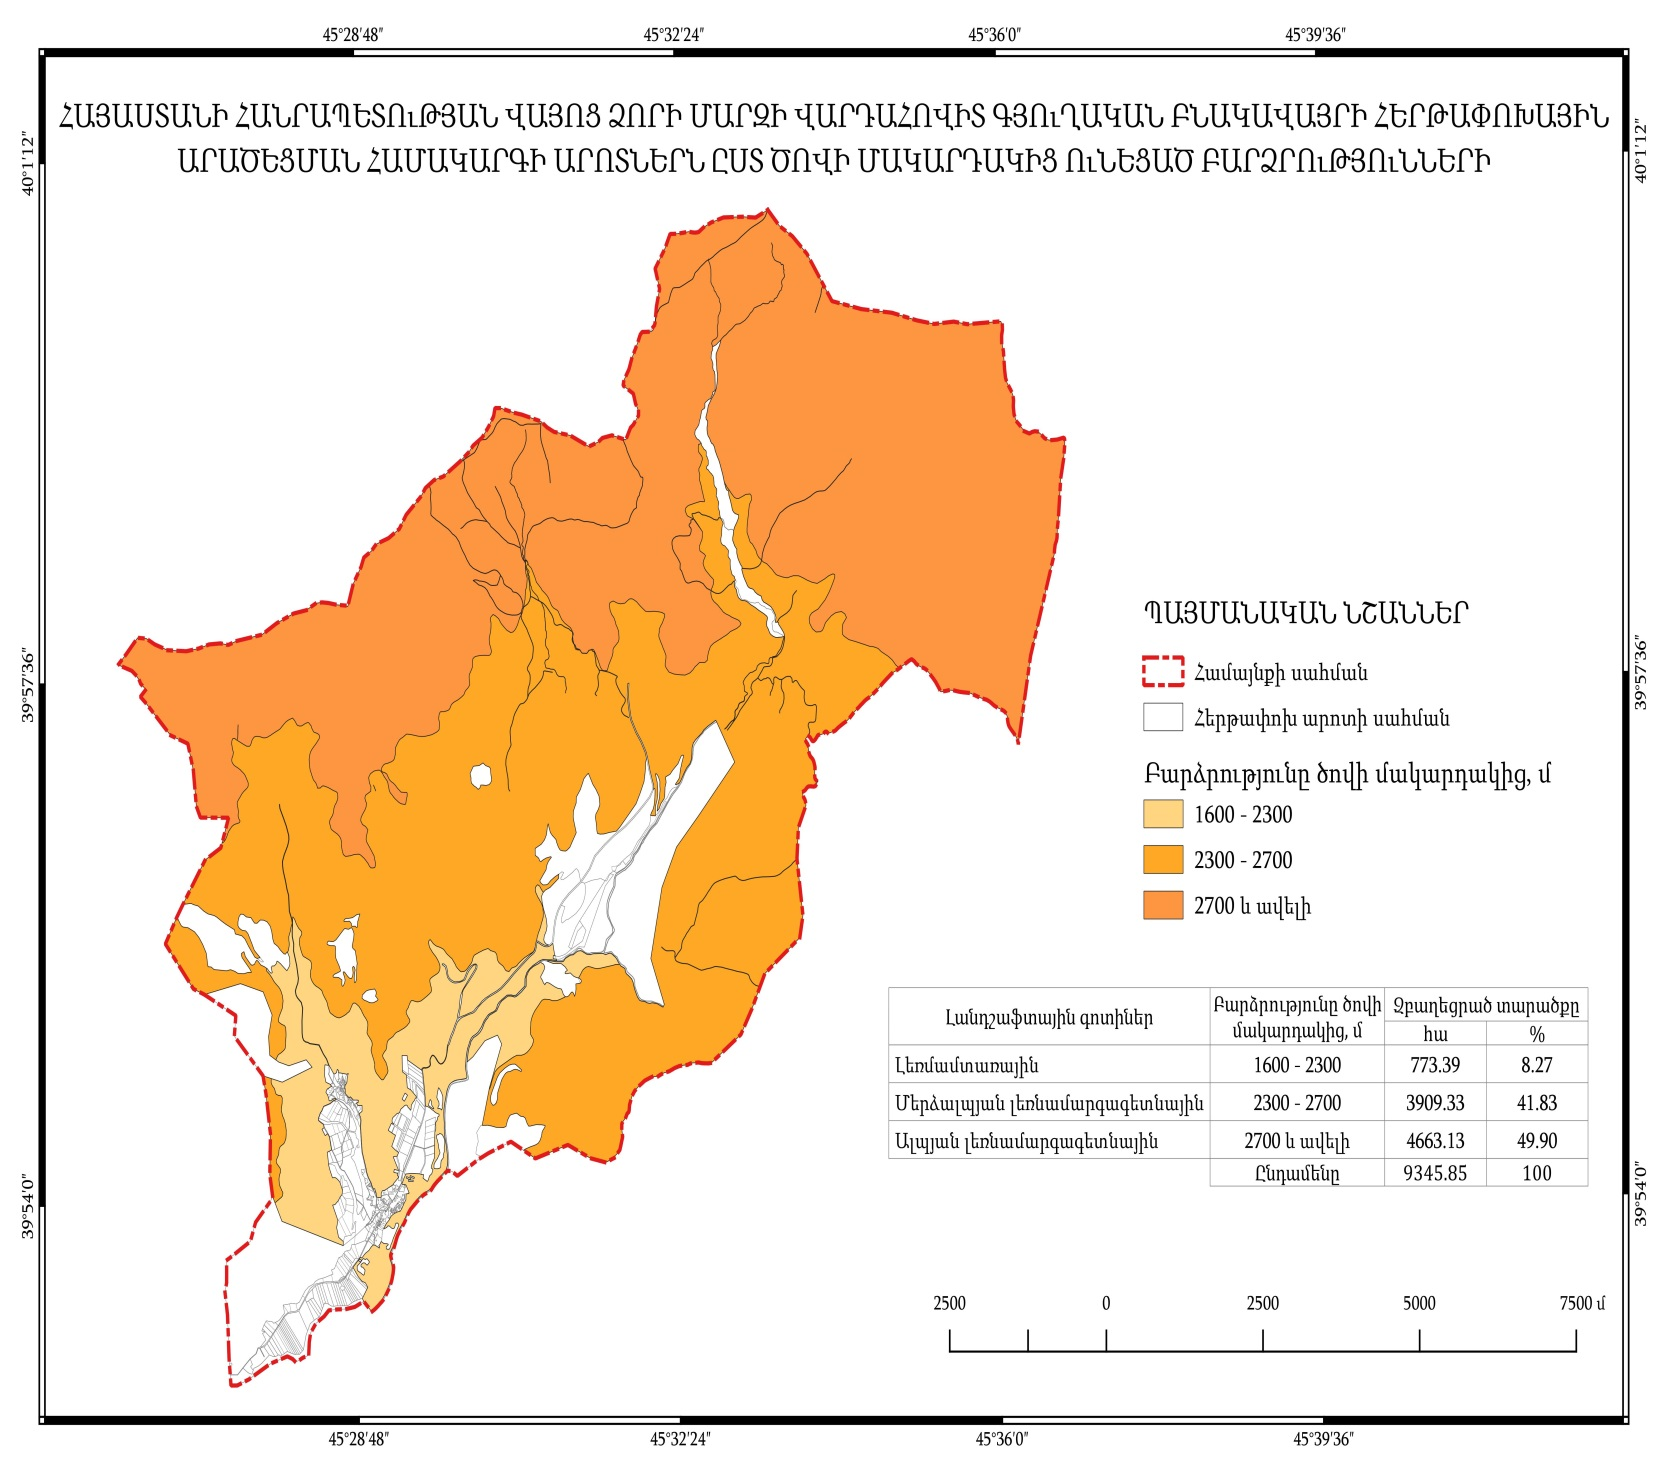 45°28'48" 45°32'24" 45°36'0" 45°39'36"
ՀԱՅԱՍՏԱՆԻ ՀԱՆՐԱՊԵՏՈւԹՅԱՆ ՎԱՅՈՑ ՁՈՐԻ ՄԱՐԶԻ ՎԱՐԴԱՀՈՎԻՏ ԳՅՈւՂԱԿԱՆ ԲՆԱԿԱՎԱՅՐԻ ՀԵՐԹԱՓՈԽԱՅԻՆ
ԱՐԱԾԵՑՄԱՆ ՀԱՄԱԿԱՐԳԻ ԱՐՈՏՆԵՐՆ ԸՍՏ ԾՈՎԻ ՄԱԿԱՐԴԱԿԻՑ ՈւՆԵՑԱԾ ԲԱՐՁՐՈւԹՅՈւՆՆԵՐԻ
40°1'12" 40°1'12"
39°57'36" 39°57'36"
39°54'0" 39°54'0"
ՊԱՅՄԱՆԱԿԱՆ ՆՇԱՆՆԵՐ
Համայնքի սահման
Հերթափոխ արոտի սահման
Բարձրությունը ծովի մակարդակից, մ
1600 - 2300
2300 - 2700
2700 և ավելի
Լանդշաֆտային գոտիներ
Բարձրությունը ծովի
մակարդակից, մ
Զբաղեցրած տարածքը
հա %
Լեռմամտառային 1600 - 2300 773.39 8.27
Մերձալպյան լեռնամարգագետնային 2300 - 2700 3909.33 41.83
Ալպյան լեռնամարգագետնային 2700 և ավելի 4663.13 49.90
Ընդամենը 9345.85 100
2500 0 2500 5000 7500 մ
45°28'48" 45°32'24" 45°36'0" 45°39'36"